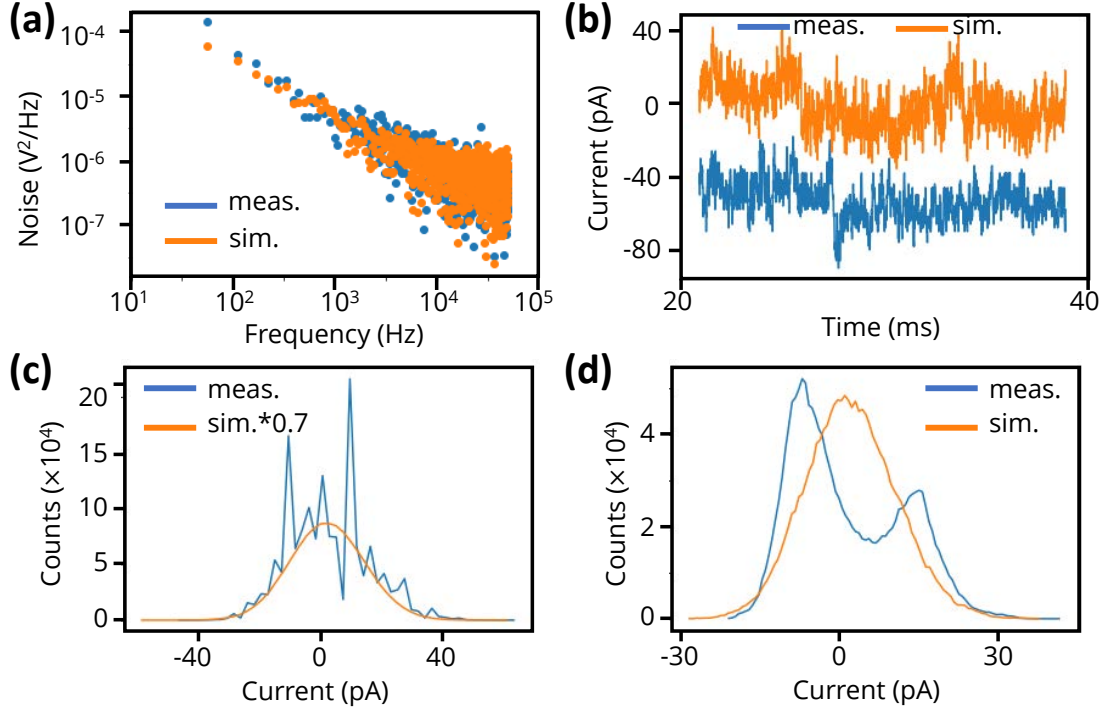 (a)
Noise (V²/Hz)
10⁻⁴
10⁻⁵
10⁻⁶
10⁻⁷
meas.
sim.
10¹
10²
10³
10⁴
10⁵
Frequency (Hz)
(b)
Current (pA)
40
0
-40
-80
meas.
sim.
20
40
Time (ms)
(c)
Counts (×10⁴)
20
15
10
5
0
meas.
sim.*0.7
-40
0
40
Current (pA)
(d)
Counts (×10⁴)
4
2
0
meas.
sim.
-30
0
30
Current (pA)